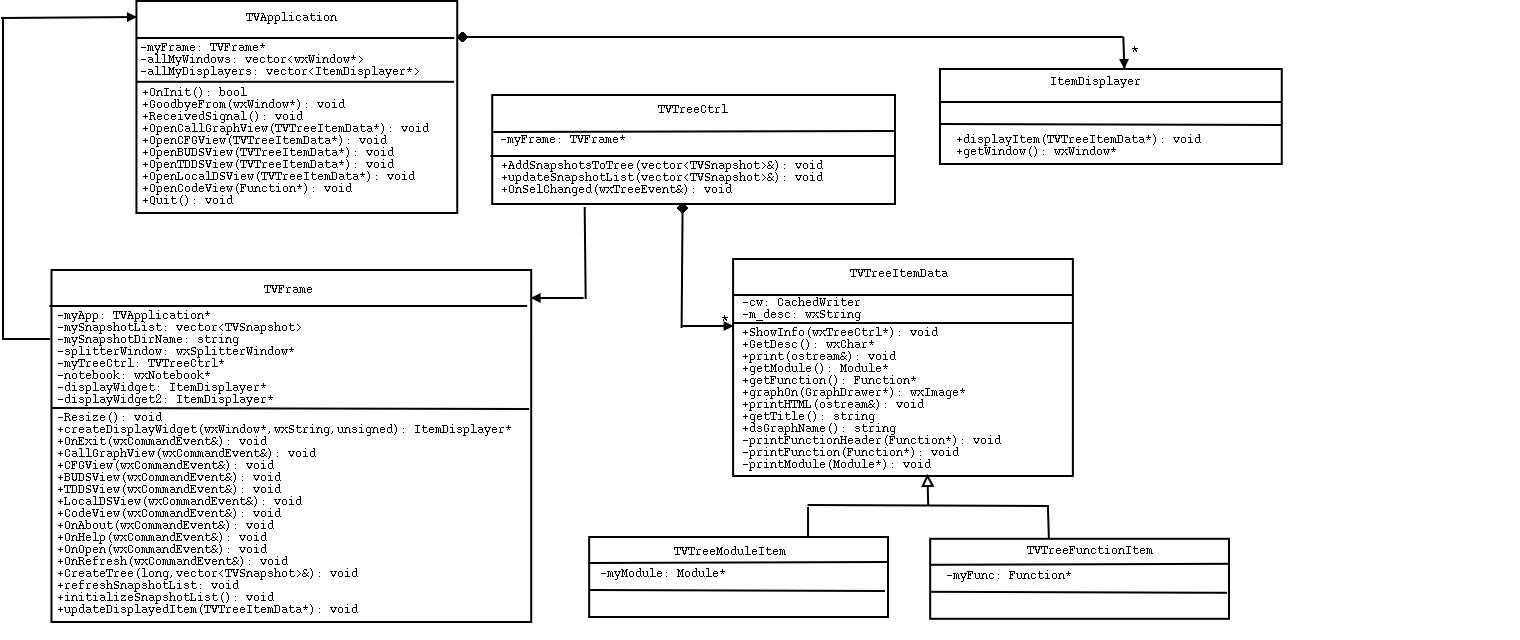 TVApplication
-myFrame: TVFrame*
-allMyWindows: vector<wxWindow*>
-allMyDisplayers: vector<ItemDisplayer*>
+OnInit(): bool
+GoodbyeFrom(wxWindow*): void
+ReceivedSignal(): void
+OpenCallGraphView(TVTreeItemData*): void
+OpenCFGView(TVTreeItemData*): void
+OpenBUDSView(TVTreeItemData*): void
+OpenTDDSView(TVTreeItemData*): void
+OpenLocalDSView(TVTreeItemData*): void
+OpenCodeView(Function*): void
+Quit(): void
*
ItemDisplayer
+displayItem(TVTreeItemData*): void
+getWindow(): wxWindow*
TVTreeCtrl
-myFrame: TVFrame*
+AddSnapshotsToTree(vector<TVSnapshot>&): void
+updateSnapshotList(vector<TVSnapshot>&): void
+OnSelChanged(wxTreeEvent&): void
TVFrame
-myApp: TVApplication*
-mySnapshotList: vector<TVSnapshot>
-mySnapshotDirName: string
-splitterWindow: wxSplitterWindow*
-myTreeCtrl: TVTreeCtrl*
-notebook: wxNotebook*
-displayWidget: ItemDisplayer*
-displayWidget2: ItemDisplayer*
-Resize(): void
+createDisplayWidget(wxWindow*,wxString,unsigned): ItemDisplayer*
+OnExit(wxCommandEvent&): void
+CallGraphView(wxCommandEvent&): void
+CFGView(wxCommandEvent&): void
+BUDSView(wxCommandEvent&): void
+TDDSView(wxCommandEvent&): void
+LocalDSView(wxCommandEvent&): void
+CodeView(wxCommandEvent&): void
+OnAbout(wxCommandEvent&): void
+OnHelp(wxCommandEvent&): void
+OnOpen(wxCommandEvent&): void
+OnRefresh(wxCommandEvent&): void
+CreateTree(long,vector<TVSnapshot>&): void
+refreshSnapshotList: void
+initializeSnapshotList(): void
+updateDisplayedItem(TVTreeItemData*): void
*
TVTreeItemData
-cw: CachedWriter
-m_desc: wxString
+ShowInfo(wxTreeCtrl*): void
+GetDesc(): wxChar*
+print(ostream&): void
+getModule(): Module*
+getFunction(): Function*
+graphOn(GraphDrawer*): wxImage*
+printHTML(ostream&): void
+getTitle(): string
+dsGraphName(): string
-printFunctionHeader(Function*): void
-printFunction(Function*): void
-printModule(Module*): void
TVTreeModuleItem
-myModule: Module*
TVTreeFunctionItem
-myFunc: Function*